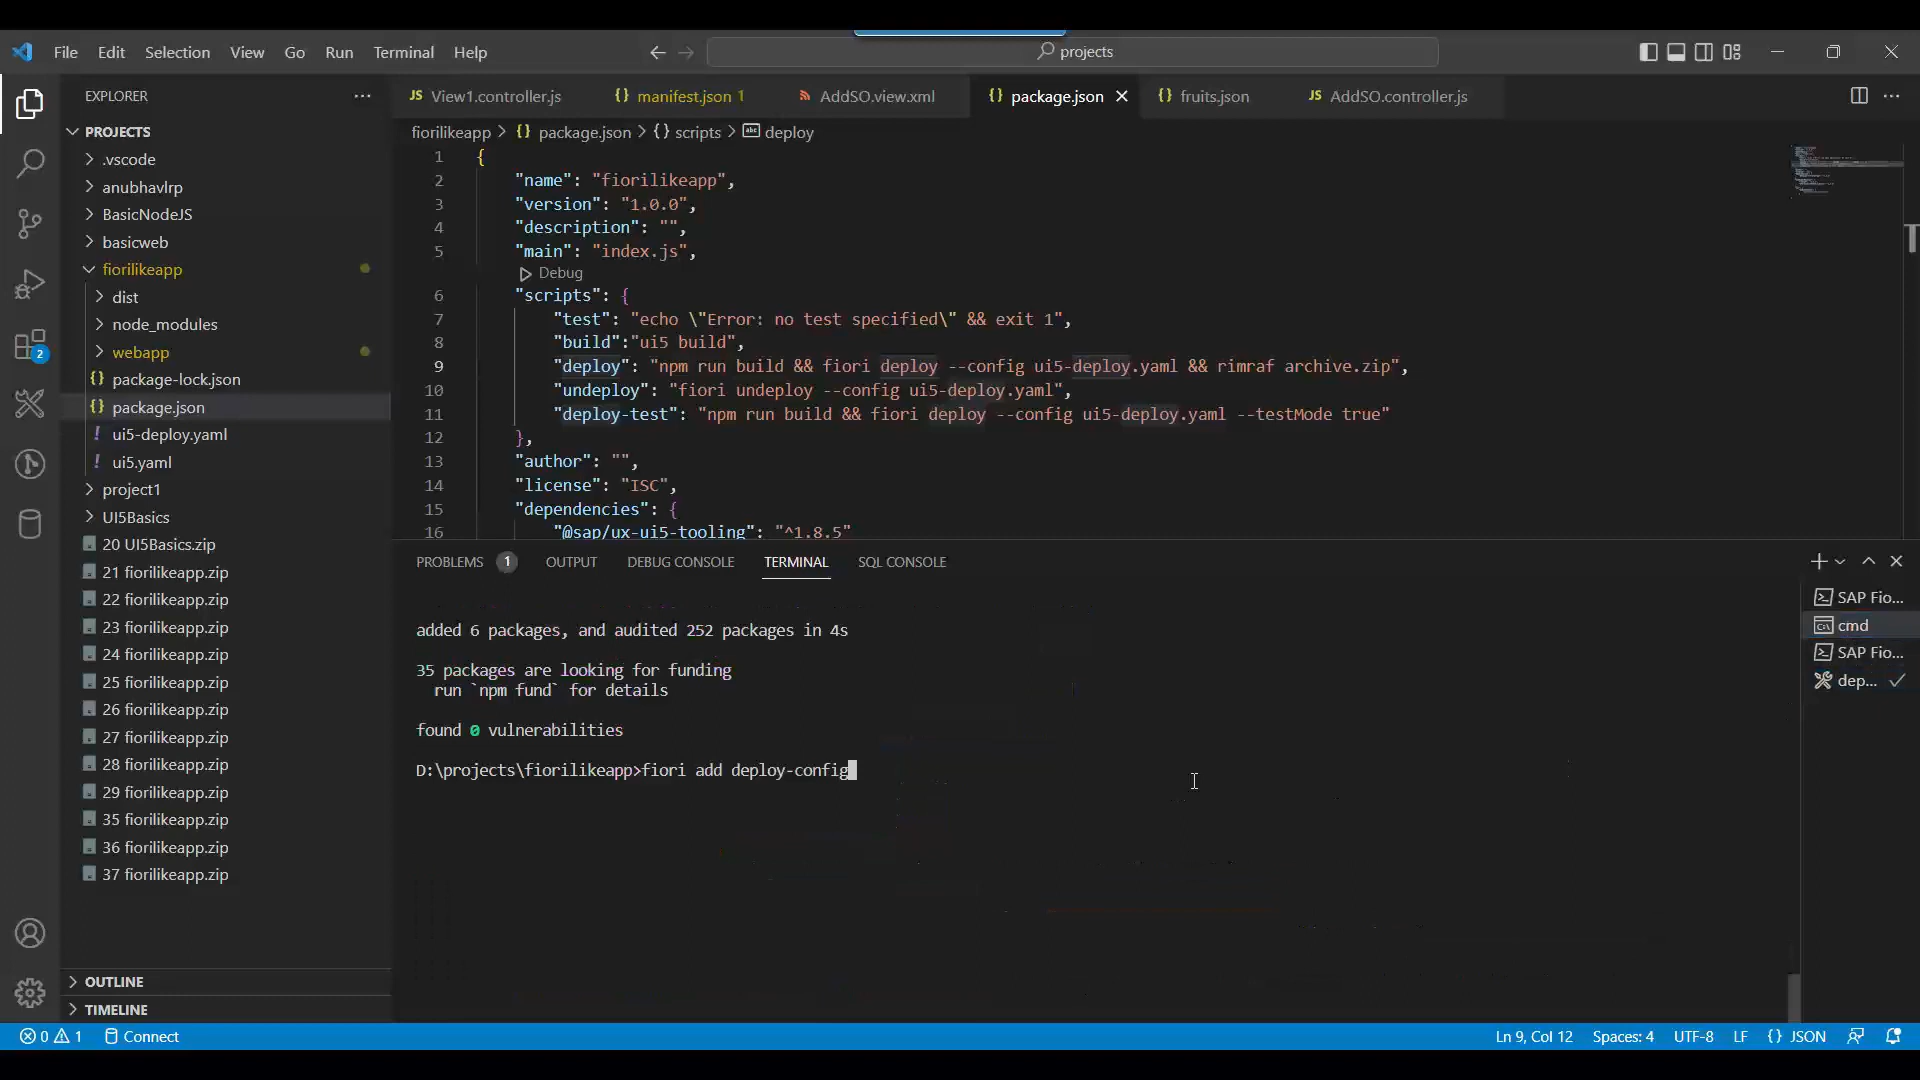 File Edit Selection View Go Run Terminal Help
projects
EXPLORER
PROJECTS
.vscode
anubhavlrp
BasicNodeJS
basicweb
fiorilikeapp
dist
node_modules
webapp
package-lock.json
package.json
ui5-deploy.yaml
ui5.yaml
project1
UI5Basics
20 UI5Basics.zip
21 fiorilikeapp.zip
22 fiorilikeapp.zip
23 fiorilikeapp.zip
24 fiorilikeapp.zip
25 fiorilikeapp.zip
26 fiorilikeapp.zip
27 fiorilikeapp.zip
28 fiorilikeapp.zip
29 fiorilikeapp.zip
35 fiorilikeapp.zip
36 fiorilikeapp.zip
37 fiorilikeapp.zip
OUTLINE
TIMELINE
2
JS View1.controller.js {} manifest.json 1 AddSO.view.xml {} package.json {} fruits.json JS AddSO.controller.js
fiorilikeapp > {} package.json > {} scripts > abc deploy
1 {
2 "name": "fiorilikeapp",
3 "version": "1.0.0",
4 "description": "",
5 "main": "index.js",
Debug
6 "scripts": {
7 "test": "echo \"Error: no test specified\" && exit 1",
8 "build":"ui5 build",
9 "deploy": "npm run build && fiori deploy --config ui5-deploy.yaml && rimraf archive.zip",
10 "undeploy": "fiori undeploy --config ui5-deploy.yaml",
11 "deploy-test": "npm run build && fiori deploy --config ui5-deploy.yaml --testMode true"
12 },
13 "author": "",
14 "license": "ISC",
15 "dependencies": {
16 "@sap/ux-ui5-tooling": "^1.8.5"
PROBLEMS 1 OUTPUT DEBUG CONSOLE TERMINAL SQL CONSOLE
added 6 packages, and audited 252 packages in 4s
35 packages are looking for funding
run `npm fund` for details
found 0 vulnerabilities
D:\projects\fiorilikeapp>fiori add deploy-config
SAP Fio...
cmd
SAP Fio...
dep...
0 1 Connect
Ln 9, Col 12 Spaces: 4 UTF-8 LF {} JSON